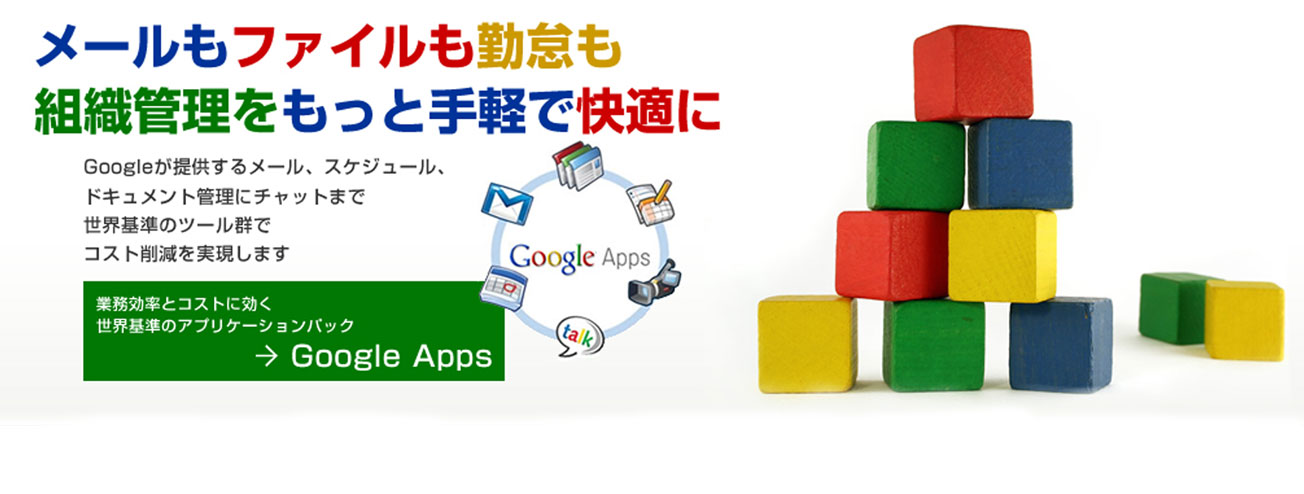 メールもファイルも勤怠も
組織管理をもっと手軽で快適に
Googleが提供するメール、スケジュール、
ドキュメント管理にチャットまで
世界基準のツール群で
コスト削減を実現します
Google Apps
talk
業務効率とコストに効く
世界基準のアプリケーションパック
→ Google Apps